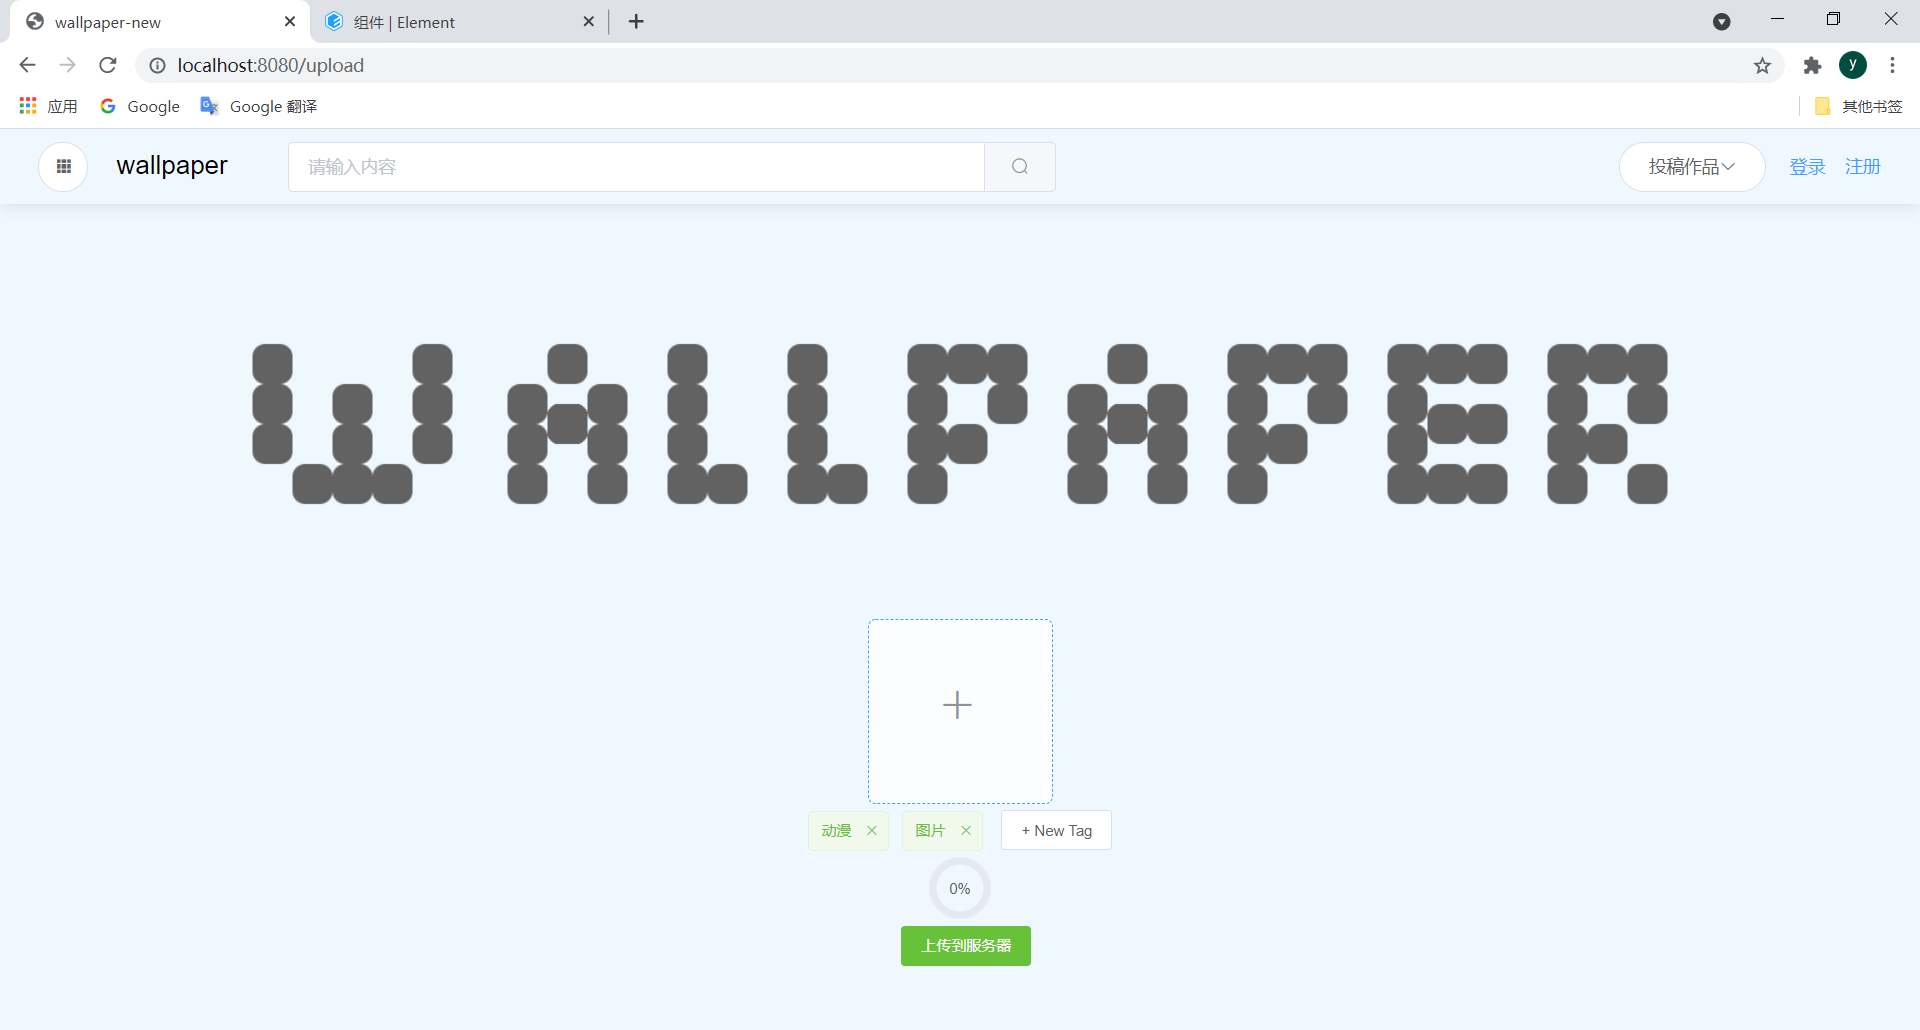 wallpaper-new
组件 | Element
localhost:8080/upload
y
应用
Google
Google 翻译
其他书签
wallpaper
请输入内容
投稿作品
登录
注册
WALLPAPER
动漫
图片
+ New Tag
0%
上传到服务器